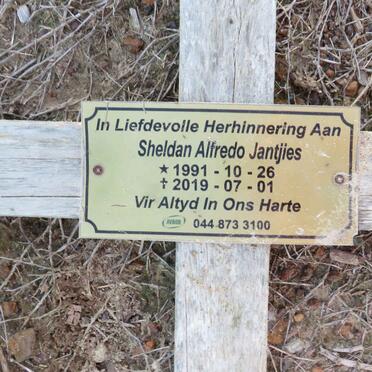 In Liefdevolle Herhinnering Aan
Sheldan Alfredo Jantjies
★ 1991 - 10 - 26
✝ 2019 - 07 - 01
Vir Altyd In Ons Harte
044 873 3100